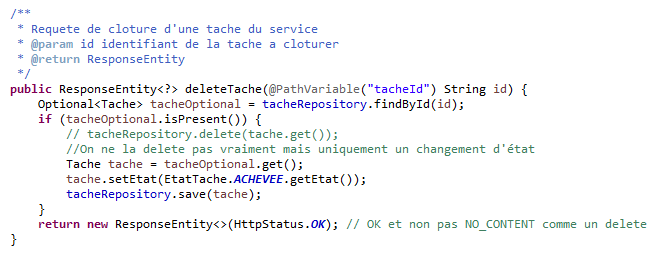 /**
 * Requete de cloture d'une tache du service
 * @param id identifiant de la tache a cloturer
 * @return ResponseEntity
 */
public ResponseEntity<?> deleteTache(@PathVariable("tacheId") String id) {
    Optional<Tache> tacheOptional = tacheRepository.findById(id);
    if (tacheOptional.isPresent()) {
        // tacheRepository.delete(tache.get());
        //On ne la delete pas vraiment mais uniquement un changement d'état
        Tache tache = tacheOptional.get();
        tache.setEtat(EtatTache.ACHEVEE.getEtat());
        tacheRepository.save(tache);
    }
    return new ResponseEntity<>(HttpStatus.OK); // OK et non pas NO_CONTENT comme un delete
}